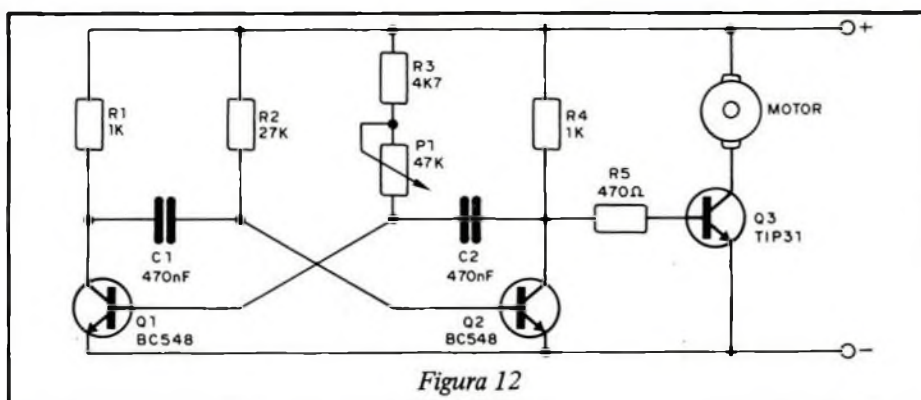 +
R1
1K
R2
27K
R3
4K7
P1
47K
R4
1K
MOTOR
R5
470Ω
Q3
TIP31
C1
470nF
C2
470nF
Q1
BC548
Q2
BC548
–
Figura 12